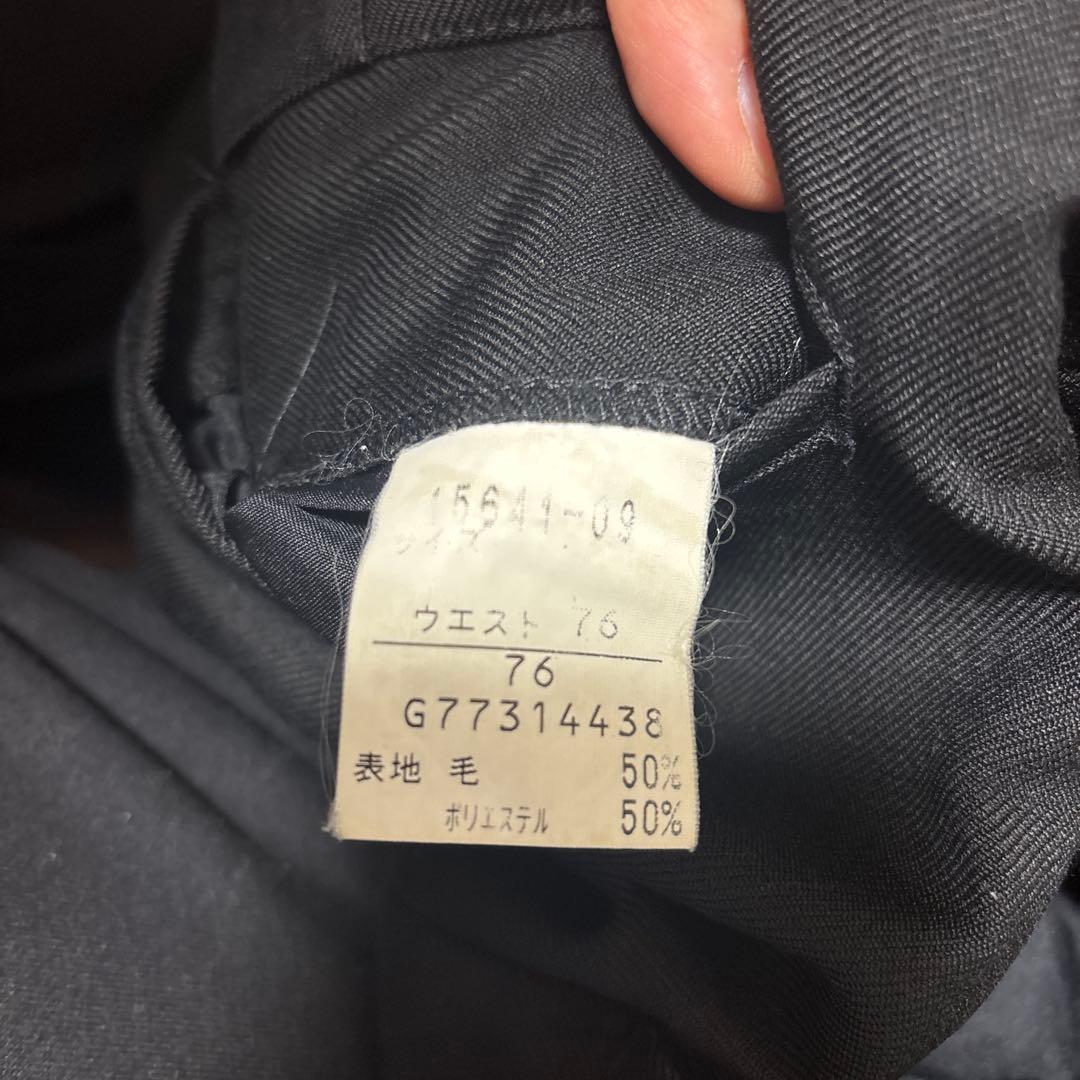 15641-09
サイズ
ウエスト 76
76
G77314438
表地 毛 50%
ポリエステル 50%